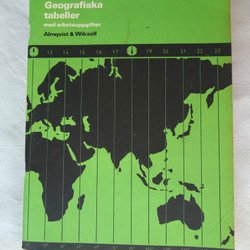 Geografiska
tabeller
med arbetsuppgifter
Almqvist & Wiksell
13 14 15 16 17 19 20 21 22 23